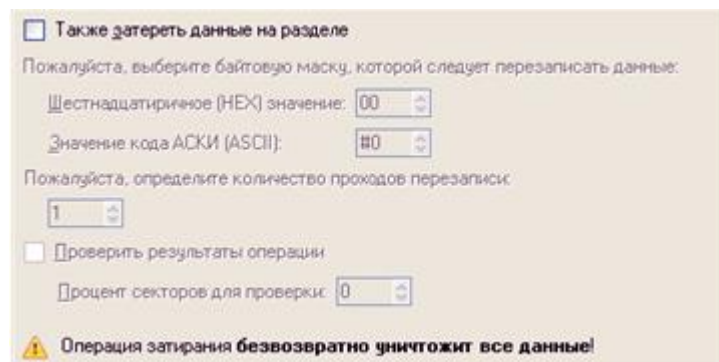 Также затереть данные на разделе
Пожалуйста, выберите байтовую маску, которой следует перезаписать данные:
Шестнадцатиричное (HEX) значение: 00
Значение кода АСКИ (ASCII): #0
Пожалуйста, определите количество проходов перезаписи:
1
Проверить результаты операции
Процент секторов для проверки: 0
Операция затирания безвозвратно уничтожит все данные!